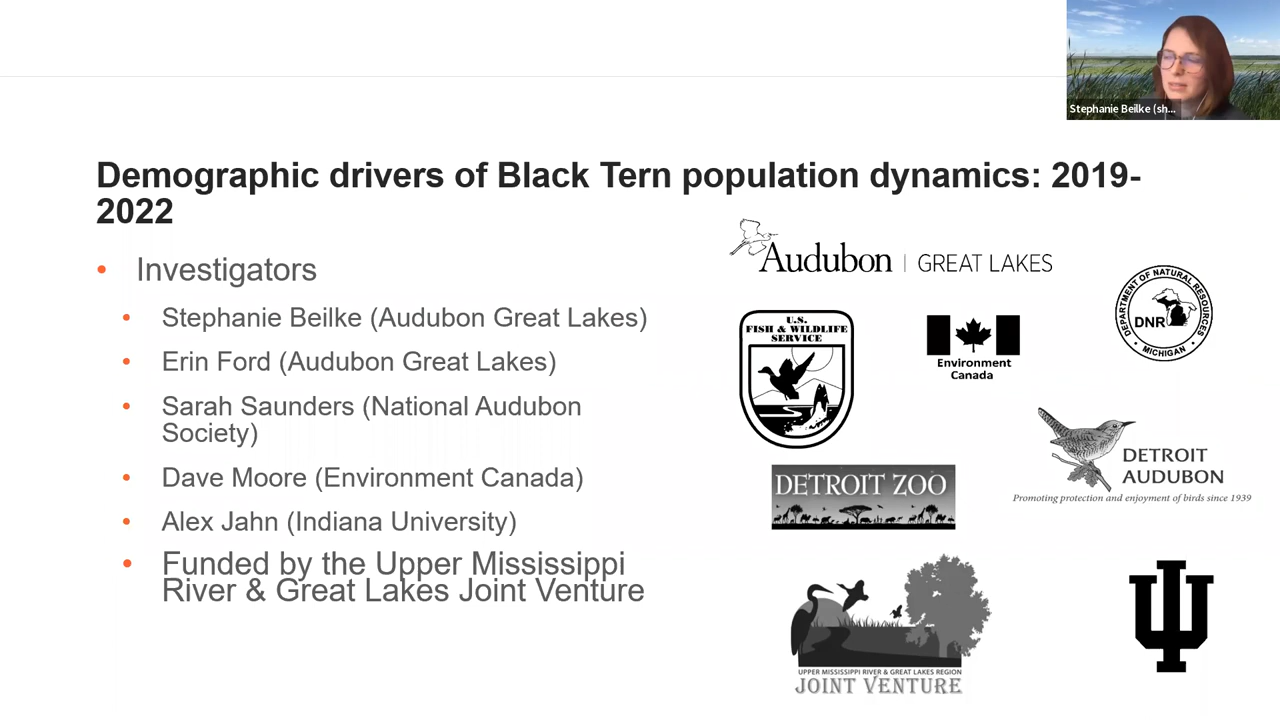 Stephanie Beilke (sh...
Demographic drivers of Black Tern population dynamics: 2019-
2022
• Investigators
• Stephanie Beilke (Audubon Great Lakes)
• Erin Ford (Audubon Great Lakes)
• Sarah Saunders (National Audubon
Society)
• Dave Moore (Environment Canada)
• Alex Jahn (Indiana University)
• Funded by the Upper Mississippi
River & Great Lakes Joint Venture
Audubon | GREAT LAKES
DEPARTMENT OF NATURAL RESOURCES
DNR
MICHIGAN
U.S.
FISH & WILDLIFE
SERVICE
Environment
Canada
DETROIT
AUDUBON
Promoting protection and enjoyment of birds since 1939
DETROIT ZOO
UPPER MISSISSIPPI RIVER & GREAT LAKES REGION
JOINT VENTURE